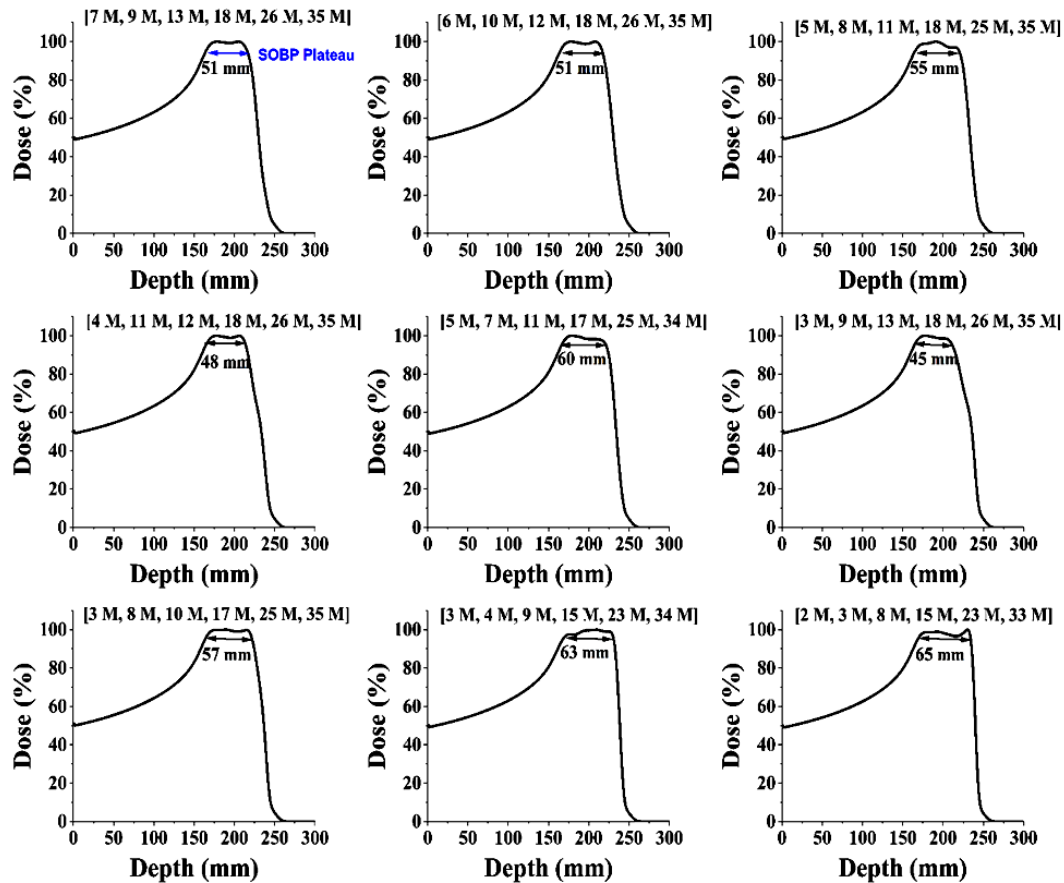 [7 M, 9 M, 13 M, 18 M, 26 M, 35 M]
100
80
60
40
20
0
Dose (%)
SOBP Plateau
51 mm
0 50 100 150 200 250 300
Depth (mm)
[6 M, 10 M, 12 M, 18 M, 26 M, 35 M]
100
80
60
40
20
0
Dose (%)
51 mm
0 50 100 150 200 250 300
Depth (mm)
[5 M, 8 M, 11 M, 18 M, 25 M, 35 M]
100
80
60
40
20
0
Dose (%)
55 mm
0 50 100 150 200 250 300
Depth (mm)
[4 M, 11 M, 12 M, 18 M, 26 M, 35 M]
100
80
60
40
20
0
Dose (%)
48 mm
0 50 100 150 200 250 300
Depth (mm)
[5 M, 7 M, 11 M, 17 M, 25 M, 34 M]
100
80
60
40
20
0
Dose (%)
60 mm
0 50 100 150 200 250 300
Depth (mm)
[3 M, 9 M, 13 M, 18 M, 26 M, 35 M]
100
80
60
40
20
0
Dose (%)
45 mm
0 50 100 150 200 250 300
Depth (mm)
[3 M, 8 M, 10 M, 17 M, 25 M, 35 M]
100
80
60
40
20
0
Dose (%)
57 mm
0 50 100 150 200 250 300
Depth (mm)
[3 M, 4 M, 9 M, 15 M, 23 M, 34 M]
100
80
60
40
20
0
Dose (%)
63 mm
0 50 100 150 200 250 300
Depth (mm)
[2 M, 3 M, 8 M, 15 M, 23 M, 33 M]
100
80
60
40
20
0
Dose (%)
65 mm
0 50 100 150 200 250 300
Depth (mm)